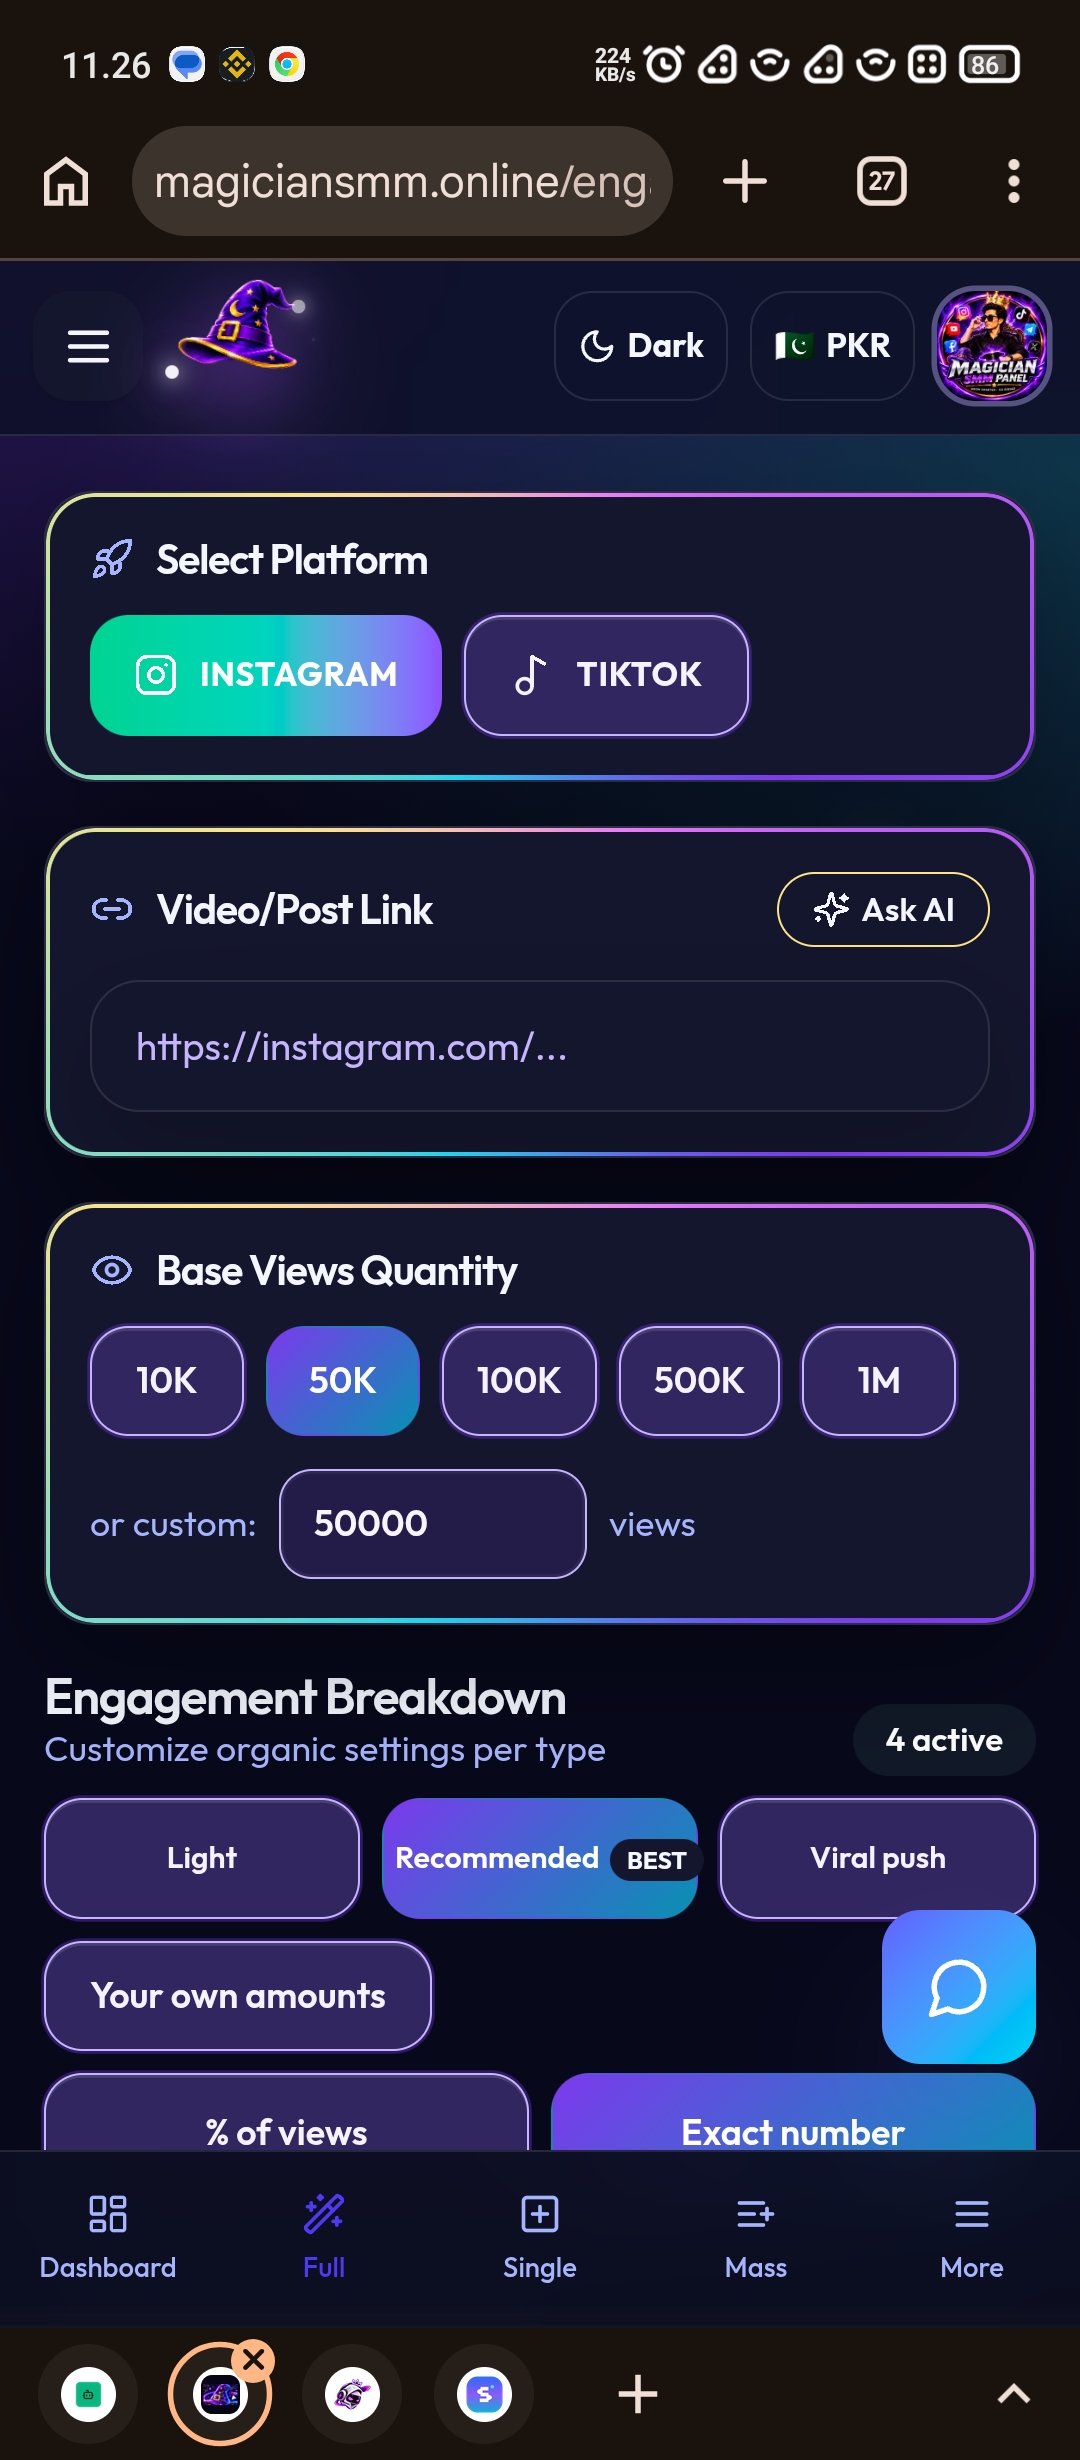 11.26
224
KB/s
86
magiciansmm.online/eng
27
Dark
PKR
MAGICIAN
SMM PANEL
Select Platform
INSTAGRAM
TIKTOK
Video/Post Link
Ask AI
https://instagram.com/...
Base Views Quantity
10K
50K
100K
500K
1M
or custom:
50000
views
Engagement Breakdown
Customize organic settings per type
4 active
Light
Recommended
BEST
Viral push
Your own amounts
% of views
Exact number
Dashboard
Full
Single
Mass
More